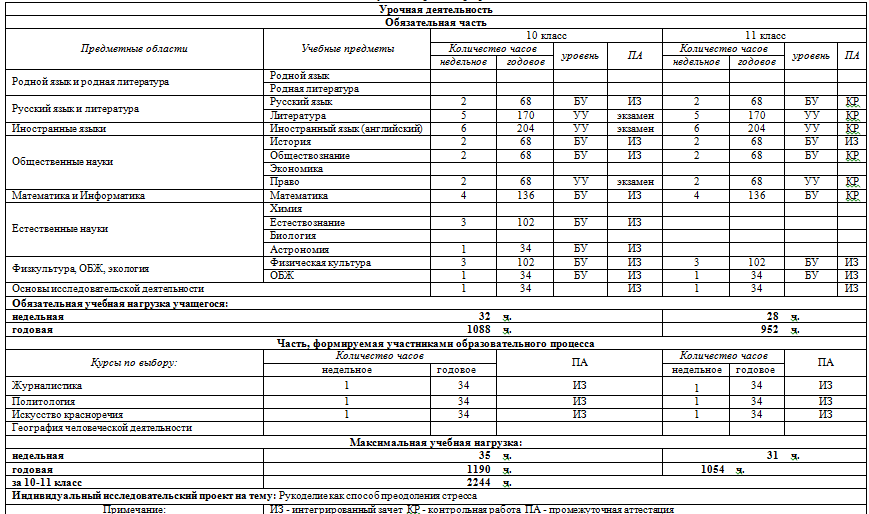 Урочная деятельность
Обязательная часть
Предметные области Учебные предметы 10 класс 11 класс
Количество часов уровень ПА Количество часов уровень ПА
недельное годовое недельное годовое
Родной язык и родная литература Родной язык
Родная литература
Русский язык и литература Русский язык 2 68 БУ ИЗ 2 68 БУ КР
Литература 5 170 УУ экзамен 5 170 УУ КР
Иностранные языки Иностранный язык (английский) 6 204 УУ экзамен 6 204 УУ КР
Общественные науки История 2 68 БУ ИЗ 2 68 БУ ИЗ
Обществознание 2 68 БУ ИЗ 2 68 БУ КР
Экономика
Право 2 68 УУ экзамен 2 68 УУ КР
Математика и Информатика Математика 4 136 БУ ИЗ 4 136 БУ КР
Естественные науки Химия
Естествознание 3 102 БУ ИЗ
Биология
Астрономия 1 34 БУ ИЗ
Физкультура, ОБЖ, экология Физическая культура 3 102 БУ ИЗ 3 102 БУ ИЗ
ОБЖ 1 34 БУ ИЗ 1 34 БУ ИЗ
Основы исследовательской деятельности 1 34 ИЗ 1 34 ИЗ
Обязательная учебная нагрузка учащегося:
недельная 32 ч. 28 ч.
годовая 1088 ч. 952 ч.
Часть, формируемая участниками образовательного процесса
Курсы по выбору: Количество часов ПА Количество часов ПА
недельное годовое недельное годовое
Журналистика 1 34 ИЗ 1 34 ИЗ
Политология 1 34 ИЗ 1 34 ИЗ
Искусство красноречия 1 34 ИЗ 1 34 ИЗ
География человеческой деятельности
Максимальная учебная нагрузка:
недельная 35 ч. 31 ч.
годовая 1190 ч. 1054 ч.
за 10-11 класс 2244 ч.
Индивидуальный исследовательский проект на тему: Рукоделие как способ преодоления стресса
Примечание: ИЗ - интегрированный зачет КР - контрольная работа ПА - промежуточная аттестация